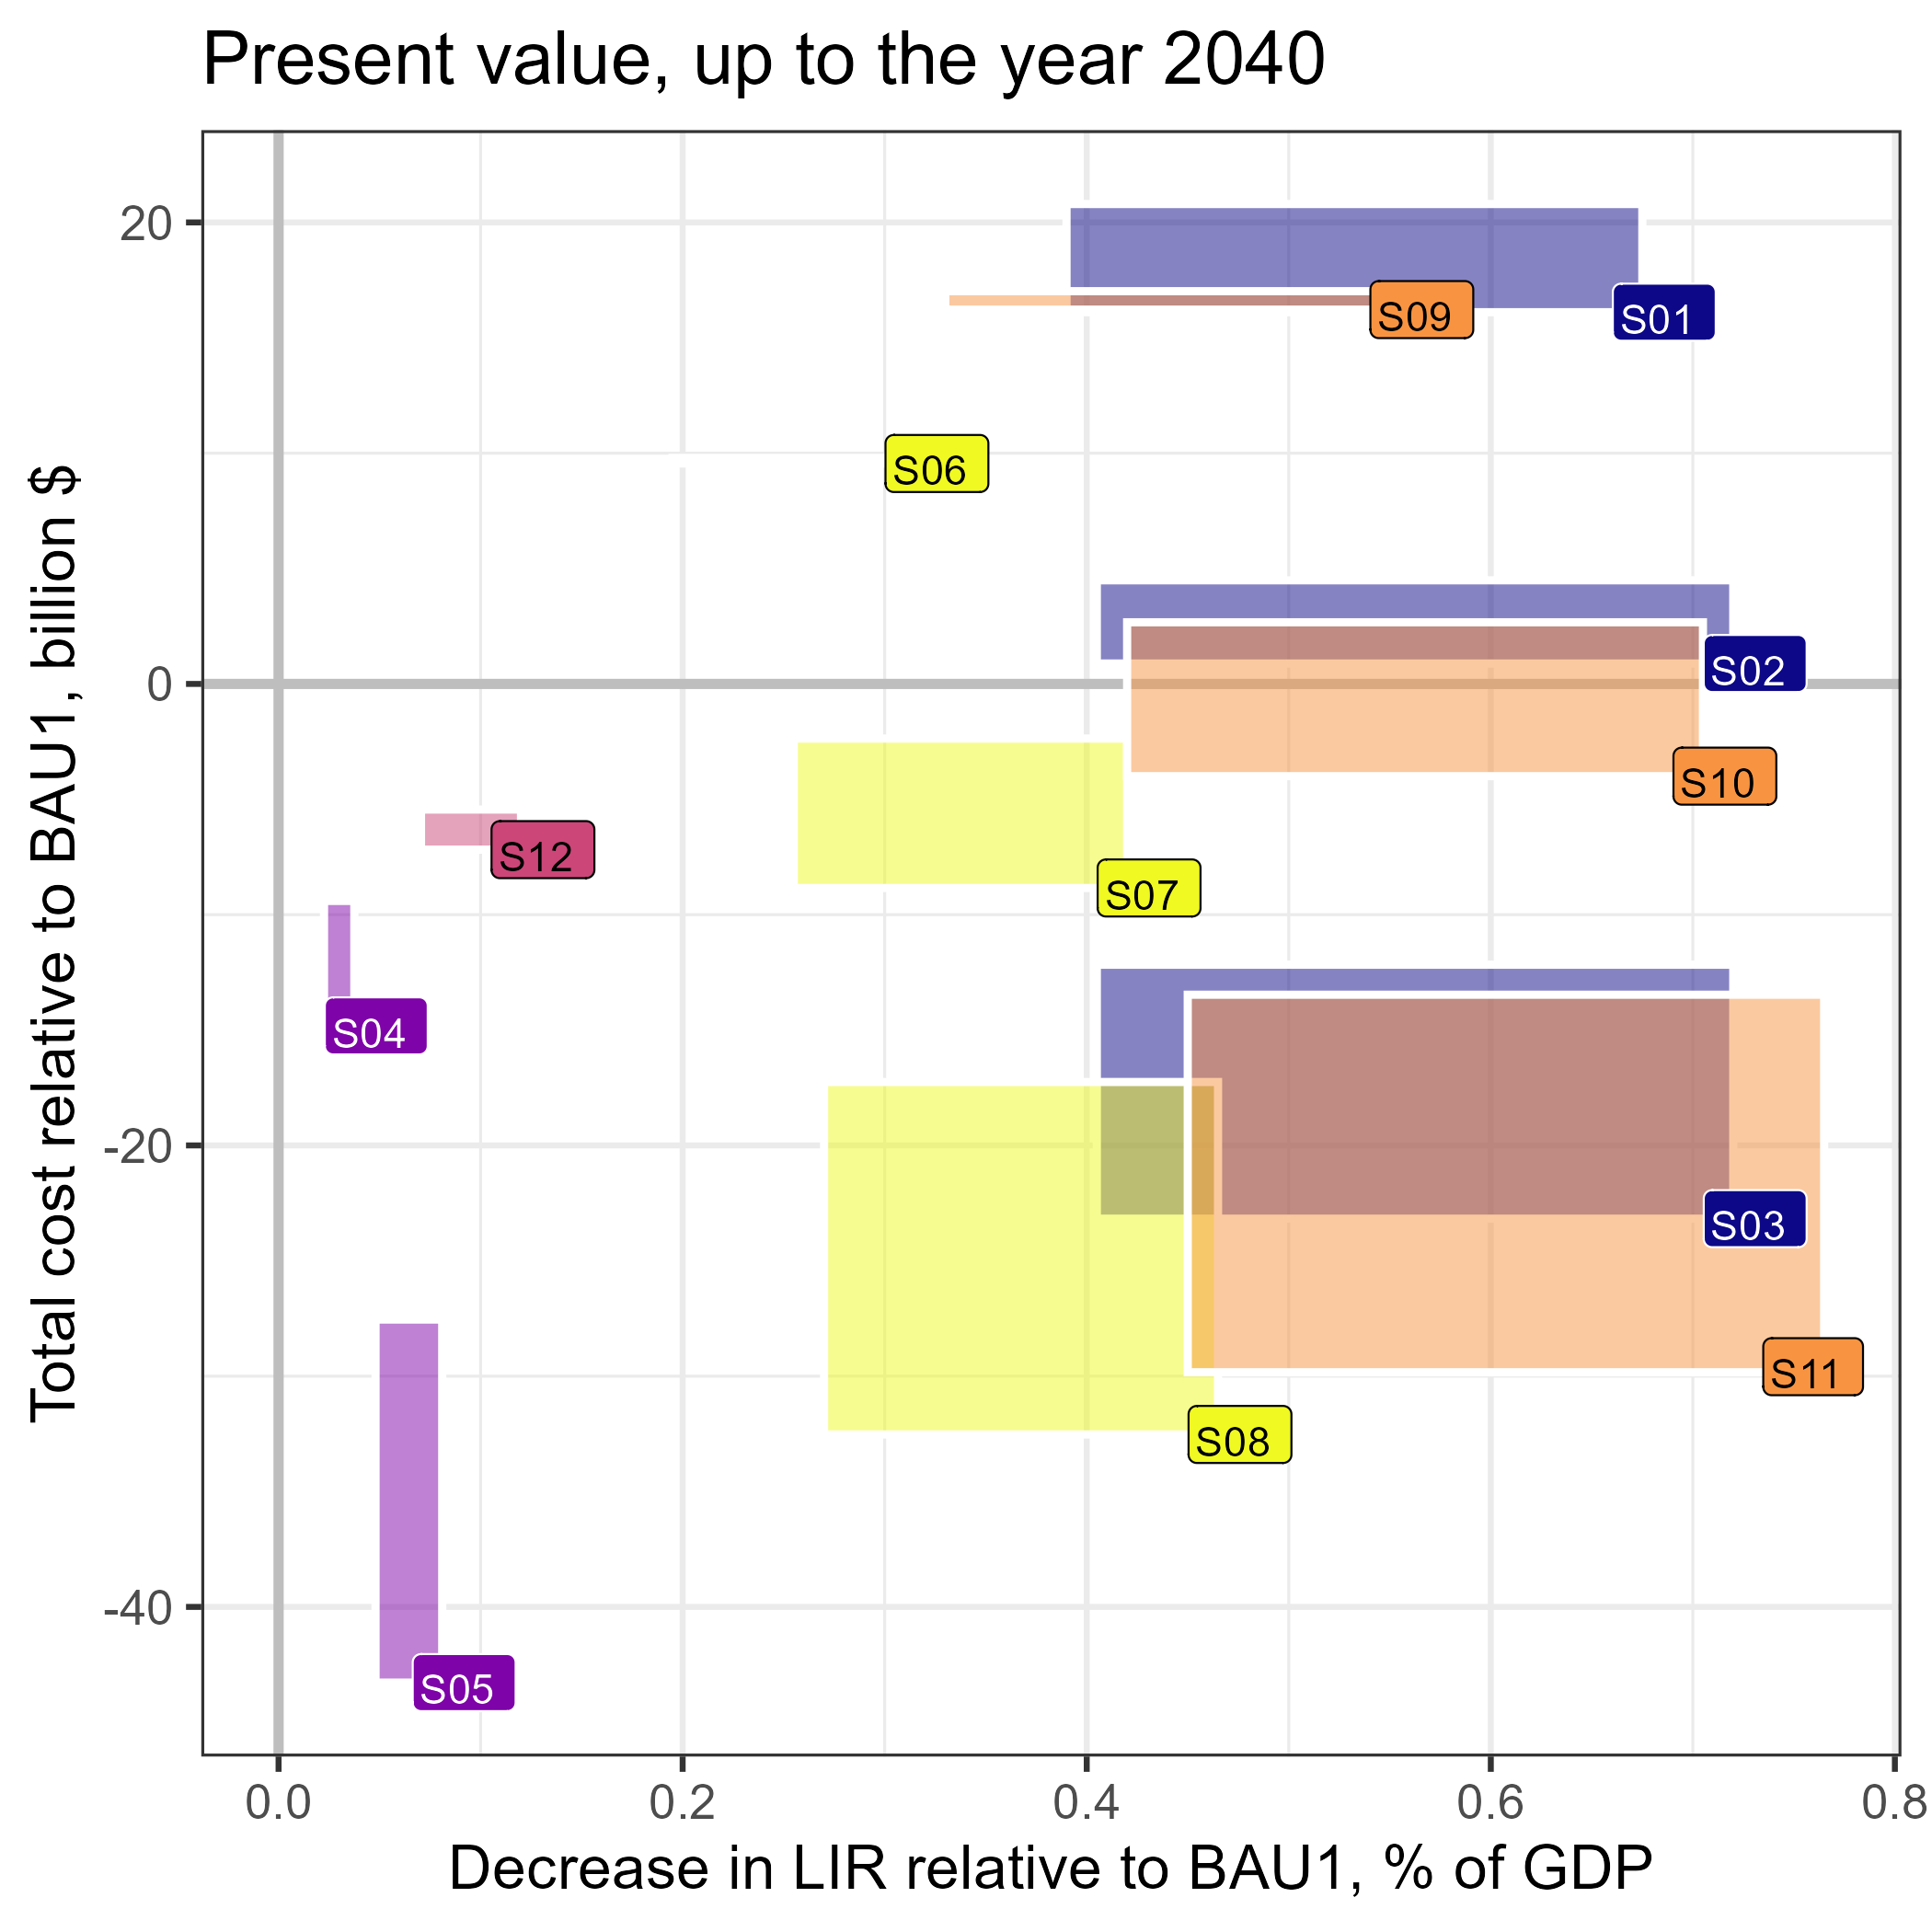 Present value, up to the year 2040
Total cost relative to BAU1, billion $
20
0
-20
-40
S09
S01
S06
S02
S10
S12
S07
S04
S03
S11
S08
S05
0.0
0.2
0.4
0.6
0.8
Decrease in LIR relative to BAU1, % of GDP